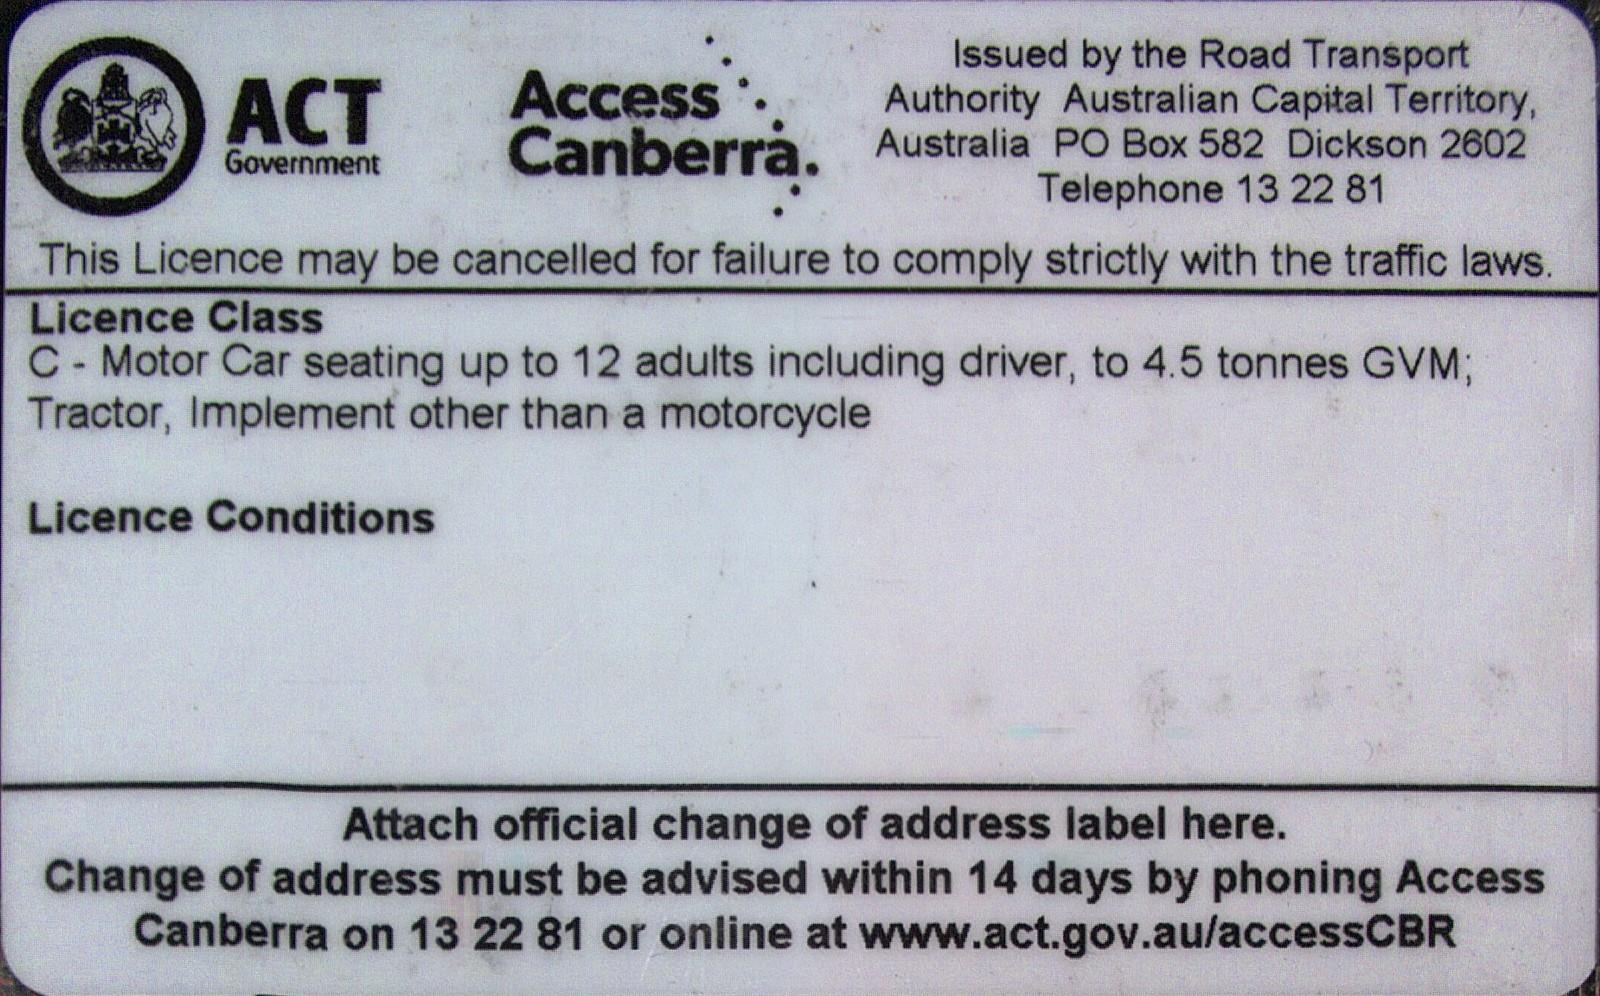 ACT
Government
Access
Canberra.
Issued by the Road Transport
Authority Australian Capital Territory,
Australia PO Box 582 Dickson 2602
Telephone 13 22 81
This Licence may be cancelled for failure to comply strictly with the traffic laws.
Licence Class
C - Motor Car seating up to 12 adults including driver, to 4.5 tonnes GVM;
Tractor, Implement other than a motorcycle
Licence Conditions
Attach official change of address label here.
Change of address must be advised within 14 days by phoning Access
Canberra on 13 22 81 or online at www.act.gov.au/accessCBR